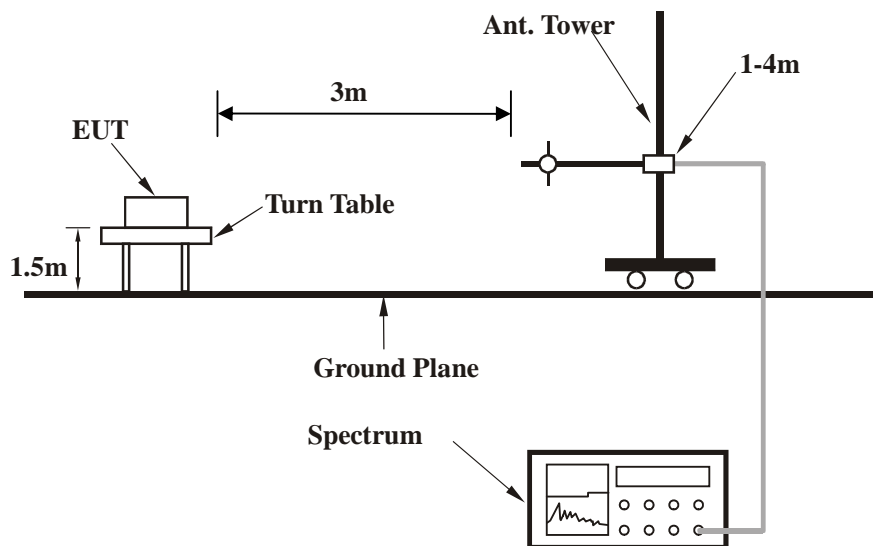 Ant. Tower
1-4m
3m
EUT
Turn Table
1.5m
Ground Plane
Spectrum